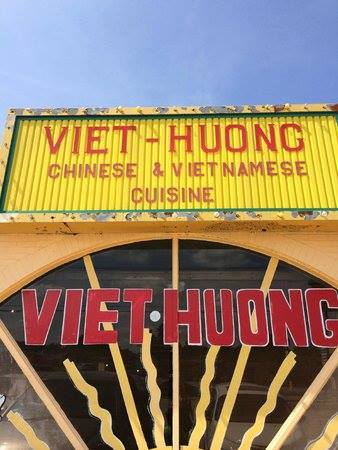 VIET-HUONG
CHINESE & VIETNAMESE
CUISINE
VIET·HUONG